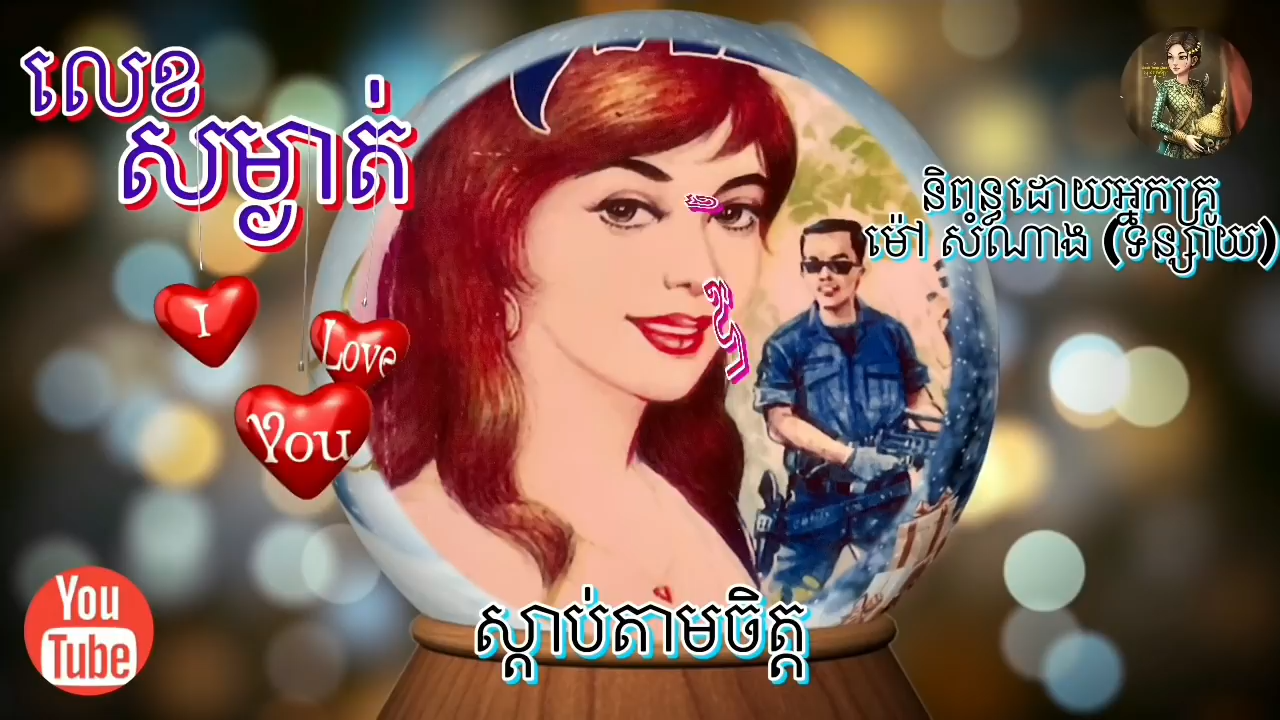 លេខ
សម្លាត់
និពន្ធដោយអ្នកគ្រូ
ម៉ៅ សំណាង (ទន្សាយ)
I
Love
You
ស្តាប់តាមចិត្ត
You
Tube